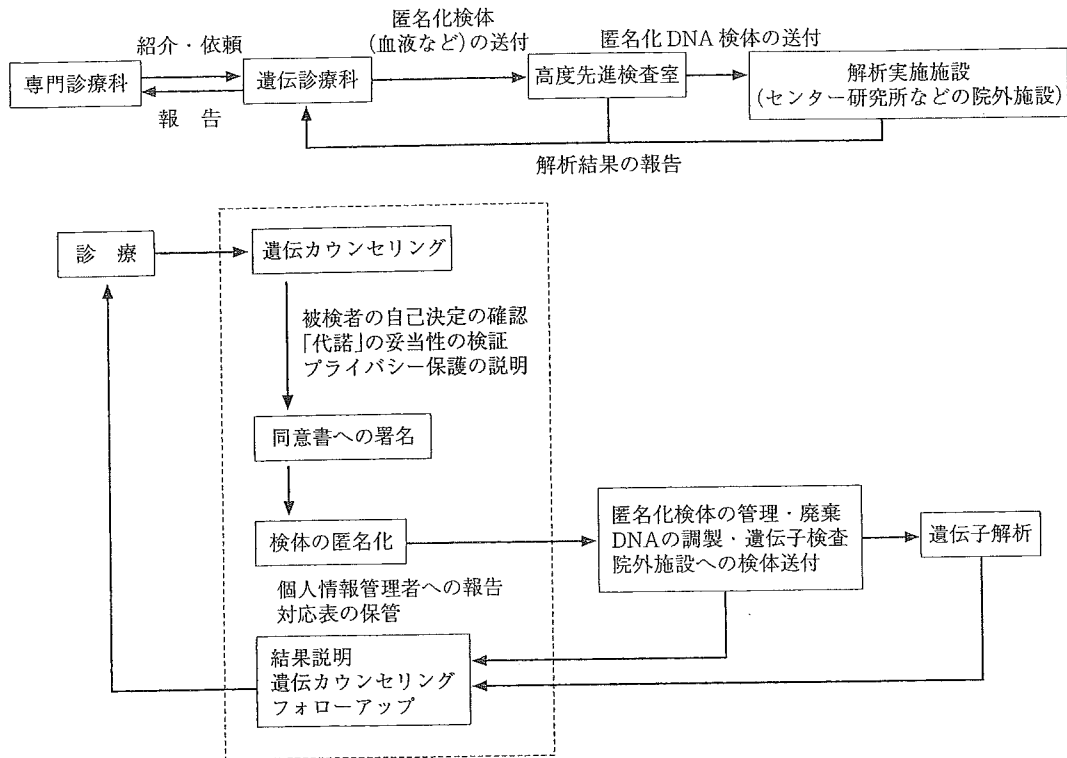 匿名化検体
紹介・依頼
(血液など)の送付
匿名化DNA検体の送付
専門診療科
遺伝診療科
高度先進検査室
解析実施施設
(センター研究所などの院外施設)
報 告
解析結果の報告
診 療
遺伝カウンセリング
被検者の自己決定の確認
「代諾」の妥当性の検証
プライバシー保護の説明
同意書への署名
検体の匿名化
匿名化検体の管理・廃棄
DNAの調製・遺伝子検査
院外施設への検体送付
遺伝子解析
個人情報管理者への報告
対応表の保管
結果説明
遺伝カウンセリング
フォローアップ